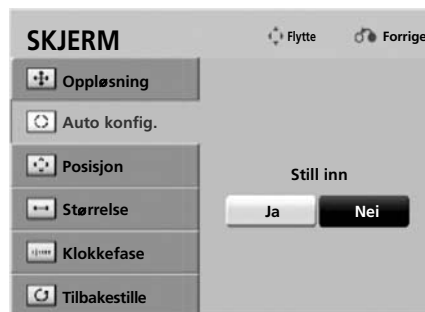 SKJERM
Flytte
Forrige
Oppløsning
Auto konfig.
Posisjon
Størrelse
Klokkefase
Tilbakestille
Still inn
Ja
Nei